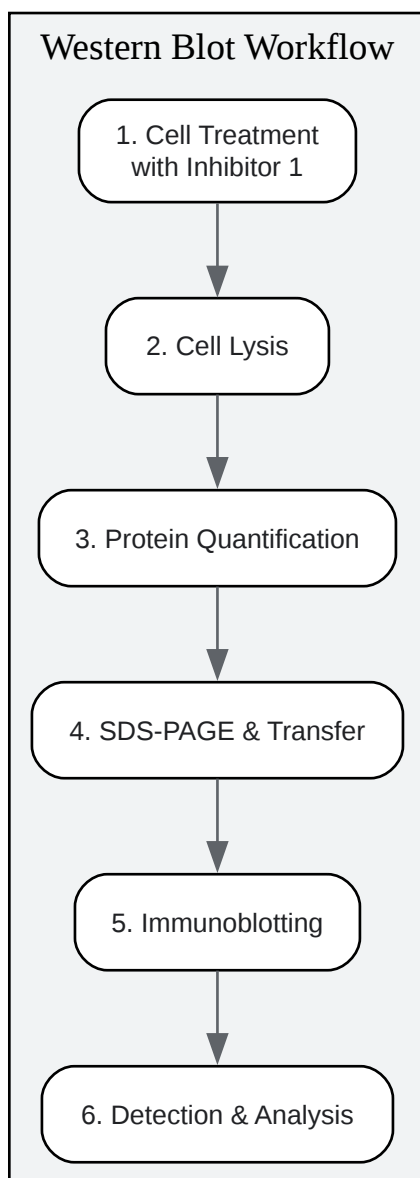 Western Blot Workflow
1. Cell Treatment
with Inhibitor 1
2. Cell Lysis
3. Protein Quantification
4. SDS-PAGE & Transfer
5. Immunoblotting
6. Detection & Analysis